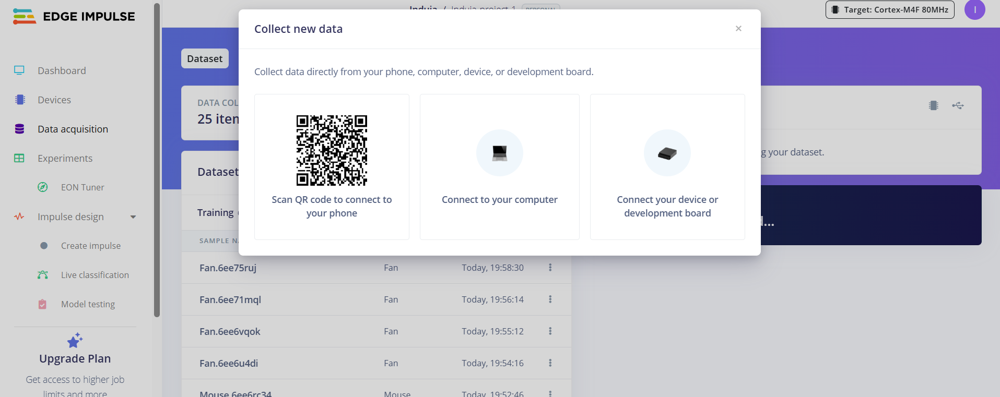 EDGE IMPULSE
Dashboard
Devices
Data acquisition
Experiments
EON Tuner
Impulse design
Create impulse
Live classification
Model testing
Upgrade Plan
Get access to higher job
limits and more
Target: Cortex-M4F 80MHz
I
Dataset
DATA COL
25 iten
Collect new data
×
Collect data directly from your phone, computer, device, or development board.
Scan QR code to connect to
your phone
Connect to your computer
Connect your device or
development board
g your dataset.
Dataset
Training
SAMPLE NA
Fan.6ee75ruj Fan Today, 19:58:30
Fan.6ee71mql Fan Today, 19:56:14
Fan.6ee6vqok Fan Today, 19:55:12
Fan.6ee6u4di Fan Today, 19:54:16
Mouse.6ee6rc34 Mouse Today, 19:52:46